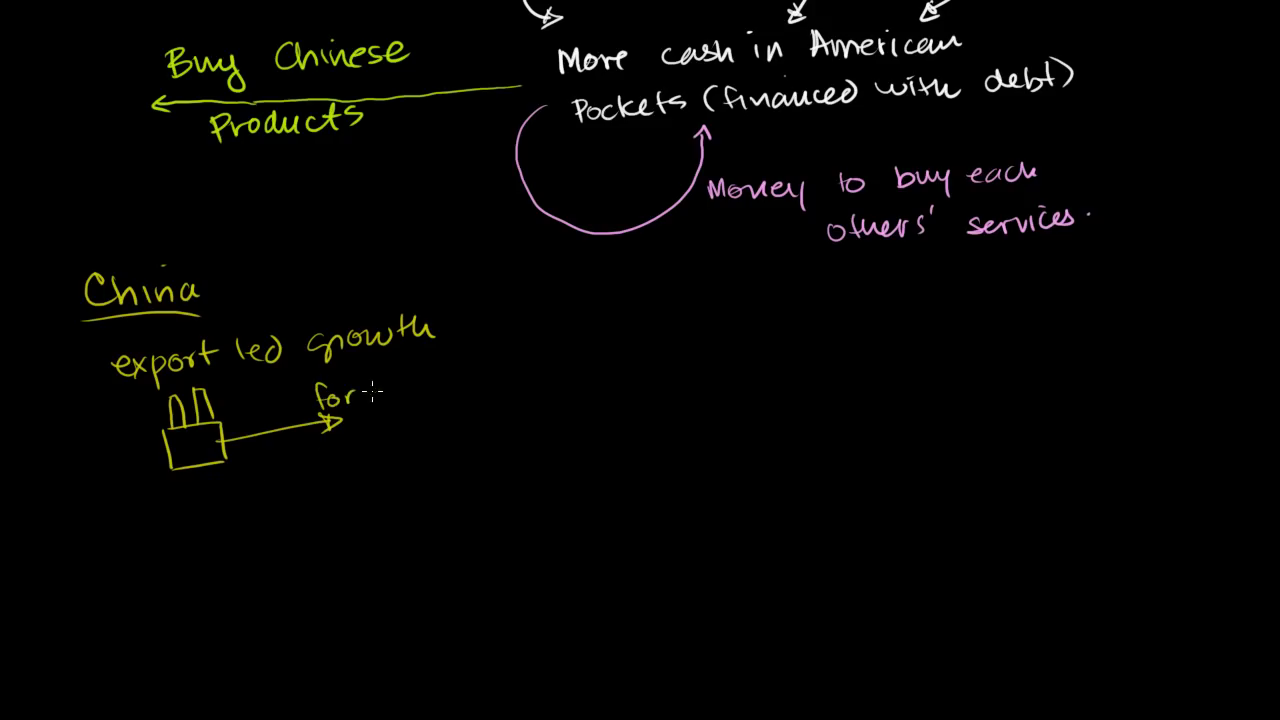 Buy Chinese
Products
More cash in American
Pockets (financed with debt)
Money to buy each
others' services.
China
export led growth
for